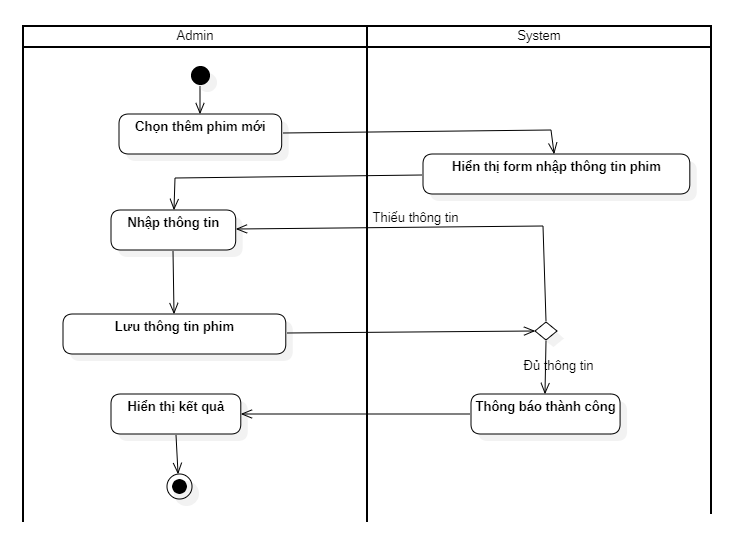 Admin
System
Chọn thêm phim mới
Hiển thị form nhập thông tin phim
Nhập thông tin
Thiếu thông tin
Lưu thông tin phim
Đủ thông tin
Hiển thị kết quả
Thông báo thành công